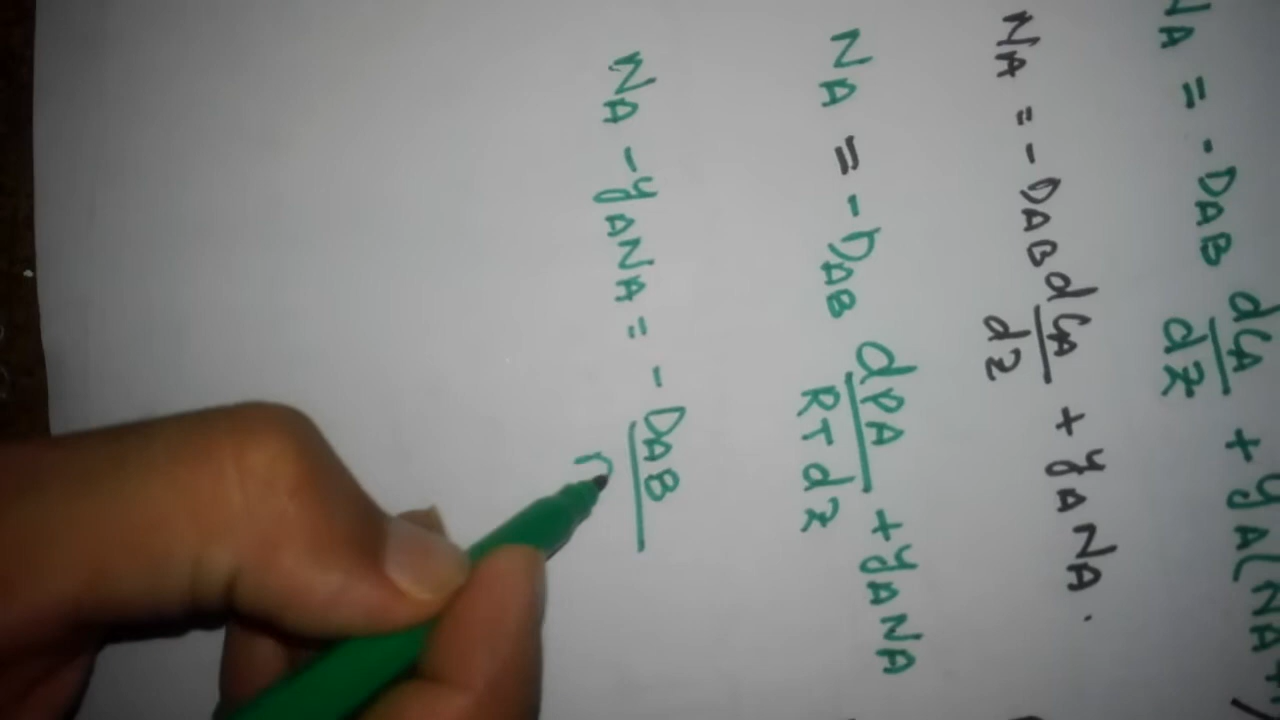 NA = -DAB dCA/dz + yA(NA+
NA = -DAB dCA/dz + yANA.
NA = -DAB dPA/RTdz + yANA
NA - yANA = -DAB/